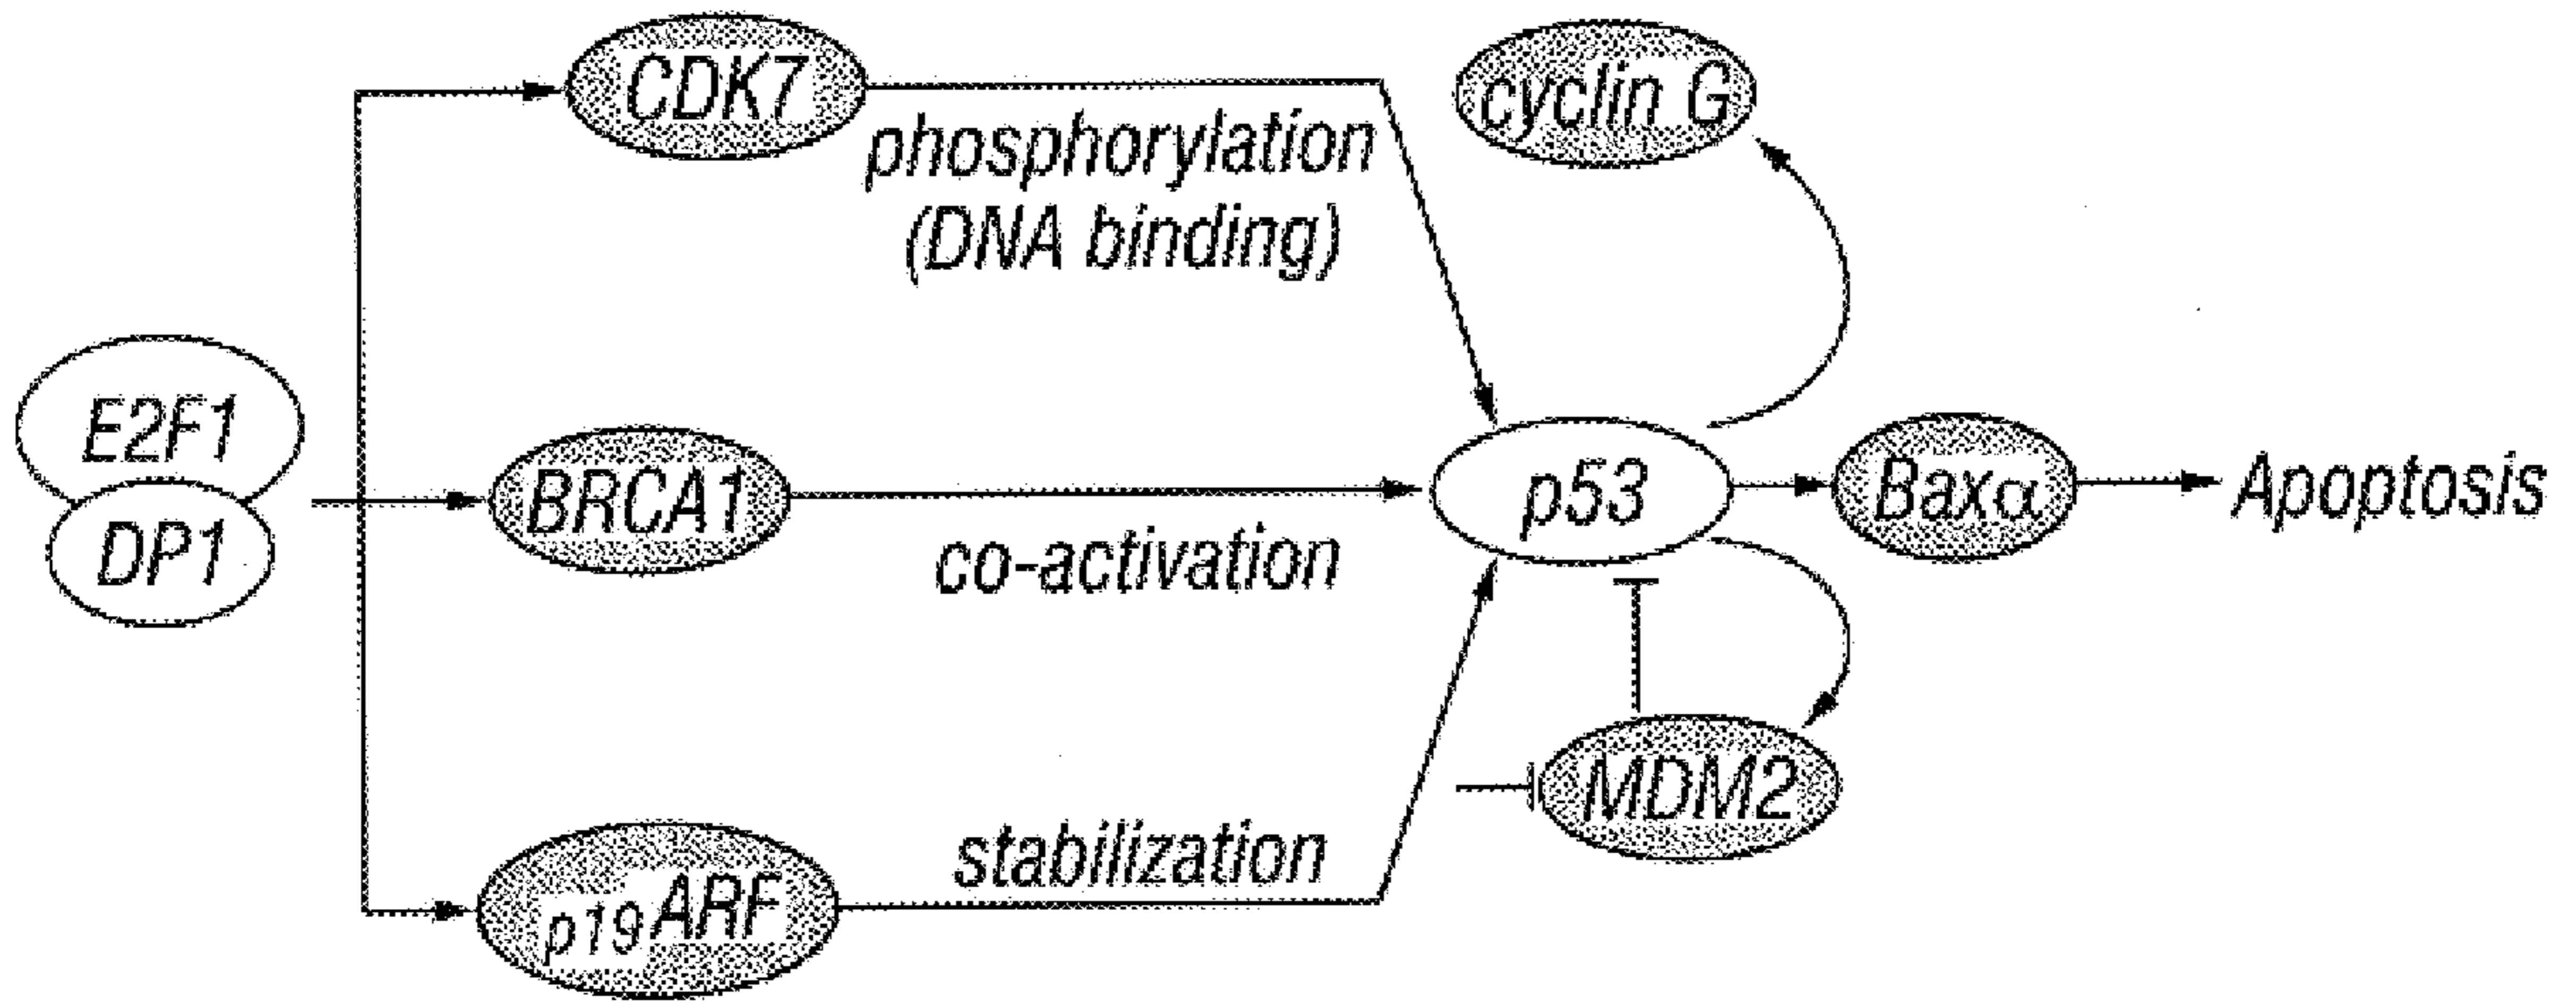 CDK7
cyclin G
phosphorylation
(DNA binding)
E2F1
DP1
BRCA1
co-activation
p53
Baxα
Apoptosis
MDM2
stabilization
p19ARF